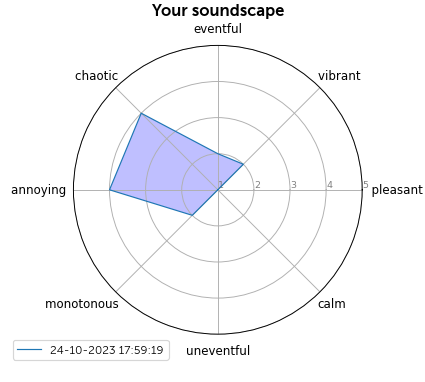 Your soundscape
eventful
chaotic
vibrant
annoying
1 2 3 4 5
pleasant
monotonous
calm
24-10-2023 17:59:19
uneventful